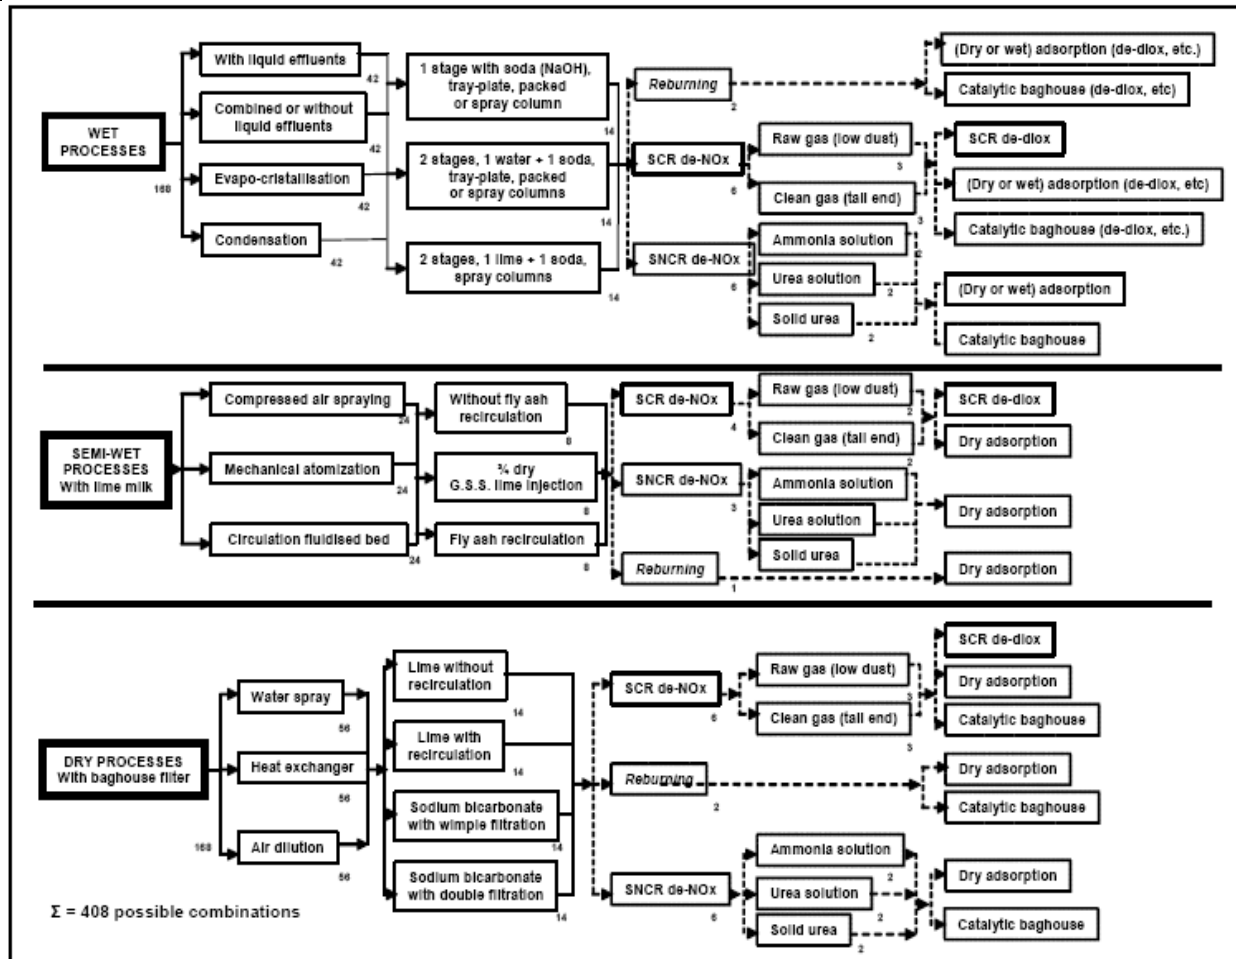 With liquid effluents
42
Combined or without
liquid effluents
42
WET
PROCESSES
168
Evapo-cristallisation
42
Condensation
42
1 stage with soda (NaOH),
tray-plate, packed
or spray column
14
2 stages, 1 water + 1 soda,
tray-plate, packed
or spray columns
14
2 stages, 1 lime + 1 soda,
spray columns
14
Reburning
2
SCR de-NOx
6
SNCR de-NOx
6
Raw gas (low dust)
3
Clean gas (tail end)
3
Ammonia solution
2
Urea solution
2
Solid urea
2
(Dry or wet) adsorption (de-diox, etc.)
Catalytic baghouse (de-diox, etc)
SCR de-diox
(Dry or wet) adsorption (de-diox, etc)
Catalytic baghouse (de-diox, etc.)
(Dry or wet) adsorption
Catalytic baghouse
SEMI-WET
PROCESSES
With lime milk
Compressed air spraying
24
Mechanical atomization
24
Circulation fluidised bed
24
Without fly ash
recirculation
8
¾ dry
G.S.S. lime injection
8
Fly ash recirculation
8
SCR de-NOx
4
SNCR de-NOx
3
Reburning
1
Raw gas (low dust)
2
Clean gas (tail end)
2
Ammonia solution
Urea solution
Solid urea
SCR de-diox
Dry adsorption
Dry adsorption
Dry adsorption
DRY PROCESSES
With baghouse filter
168
Water spray
56
Heat exchanger
56
Air dilution
56
Lime without
recirculation
14
Lime with
recirculation
14
Sodium bicarbonate
with wimple filtration
14
Sodium bicarbonate
with double filtration
14
SCR de-NOx
6
Reburning
2
SNCR de-NOx
6
Raw gas (low dust)
3
Clean gas (tail end)
3
Ammonia solution
2
Urea solution
2
Solid urea
2
SCR de-diox
Dry adsorption
Catalytic baghouse
Dry adsorption
Catalytic baghouse
Dry adsorption
Catalytic baghouse
Σ = 408 possible combinations